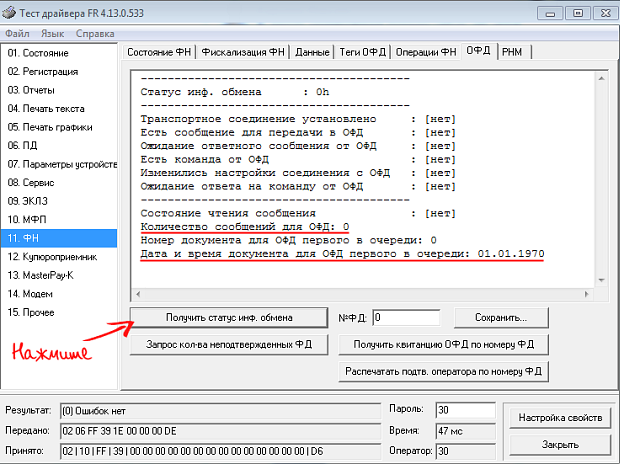 Тест драйвера FR 4.13.0.533
Файл Язык Справка
01. Состояние
02. Регистрация
03. Отчеты
04. Печать текста
05. Печать графики
06. ПД
07. Параметры устройств
08. Сервис
09. ЭКЛЗ
10. МФП
11. ФН
12. Купюроприемник
13. MasterPay-K
14. Модем
15. Прочее
Состояние ФН Фискализация ФН Данные Теги ОФД Операции ФН ОФД РНМ
----------------------------------------
Статус инф. обмена : 0h
----------------------------------------
Транспортное соединение установлено : [нет]
Есть сообщение для передачи в ОФД : [нет]
Ожидание ответного сообщения от ОФД : [нет]
Есть команда от ОФД : [нет]
Изменились настройки соединения с ОФД : [нет]
Ожидание ответа на команду от ОФД : [нет]
----------------------------------------
Состояние чтения сообщения : [нет]
Количество сообщений для ОФД: 0
Номер документа для ОФД первого в очереди: 0
Дата и время документа для ОФД первого в очереди: 01.01.1970
Получить статус инф. обмена №ФД: 0 Сохранить...
Запрос кол-ва неподтвержденных ФД Получить квитанцию ОФД по номеру ФД
Распечатать подтв. оператора по номеру ФД
Нажмите
Результат: (0) Ошибок нет Пароль: 30 Настройка свойств
Передано: 02 06 FF 39 1E 00 00 00 DE Время: 47 мс
Принято: 02 | 10 | FF | 39 | 00 00 00 00 00 00 00 00 00 00 00 00 00 | D6 Оператор: 30 Закрыть